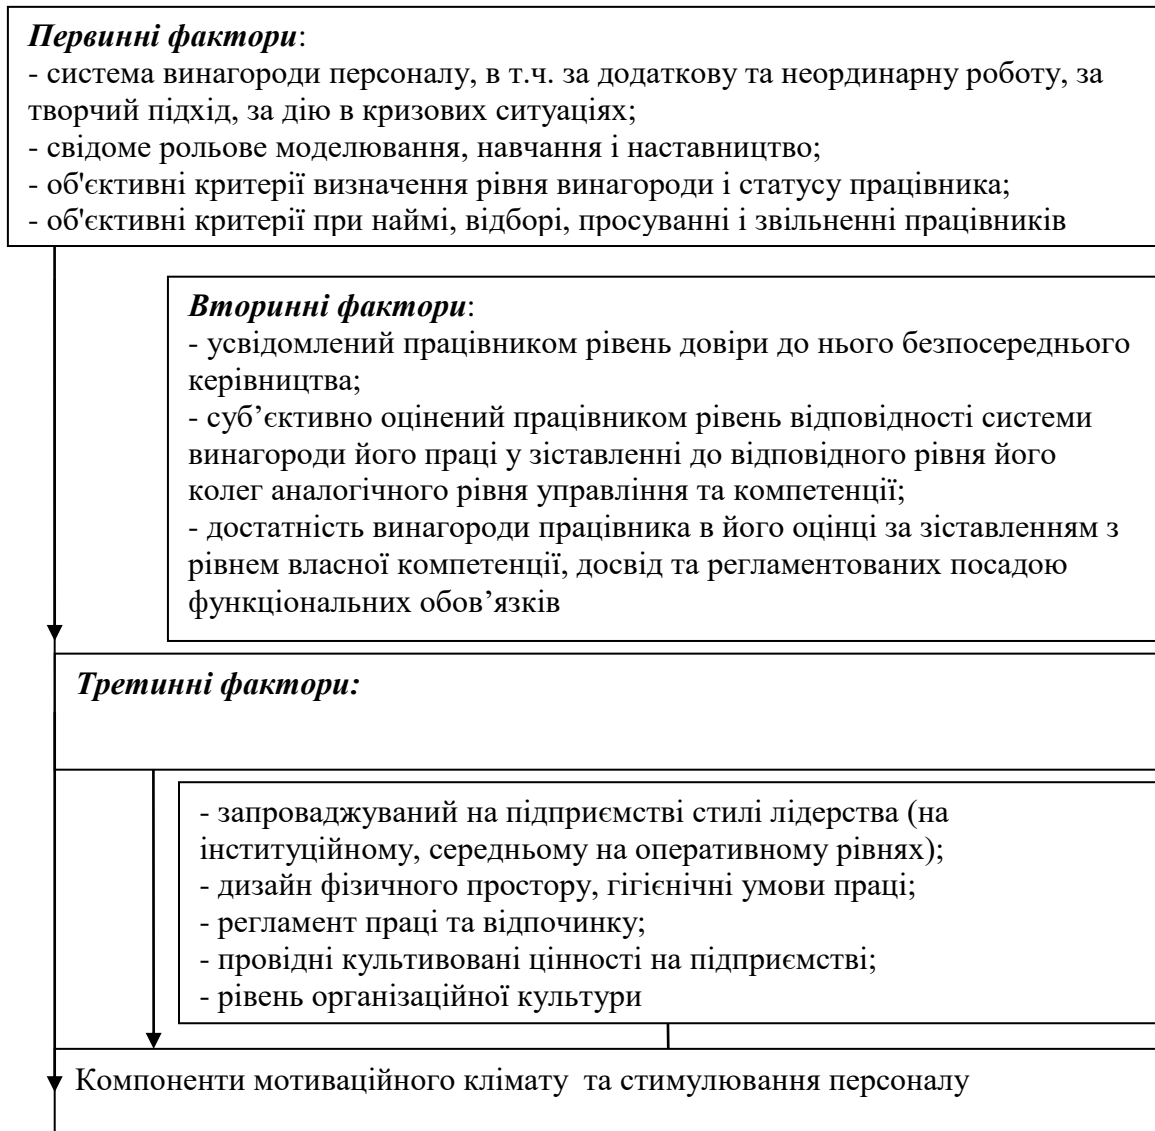 Первинні фактори:
- система винагороди персоналу, в т.ч. за додаткову та неординарну роботу, за
творчий підхід, за дію в кризових ситуаціях;
- свідоме рольове моделювання, навчання і наставництво;
- об'єктивні критерії визначення рівня винагороди і статусу працівника;
- об'єктивні критерії при наймі, відборі, просуванні і звільненні працівників
Вторинні фактори:
- усвідомлений працівником рівень довіри до нього безпосереднього
керівництва;
- суб’єктивно оцінений працівником рівень відповідності системи
винагороди його праці у зіставленні до відповідного рівня його
колег аналогічного рівня управління та компетенції;
- достатність винагороди працівника в його оцінці за зіставленням з
рівнем власної компетенції, досвід та регламентованих посадою
функціональних обов’язків
Третинні фактори:
- запроваджуваний на підприємстві стилі лідерства (на
інституційному, середньому на оперативному рівнях);
- дизайн фізичного простору, гігієнічні умови праці;
- регламент праці та відпочинку;
- провідні культивовані цінності на підприємстві;
- рівень організаційної культури
Компоненти мотиваційного клімату та стимулювання персоналу